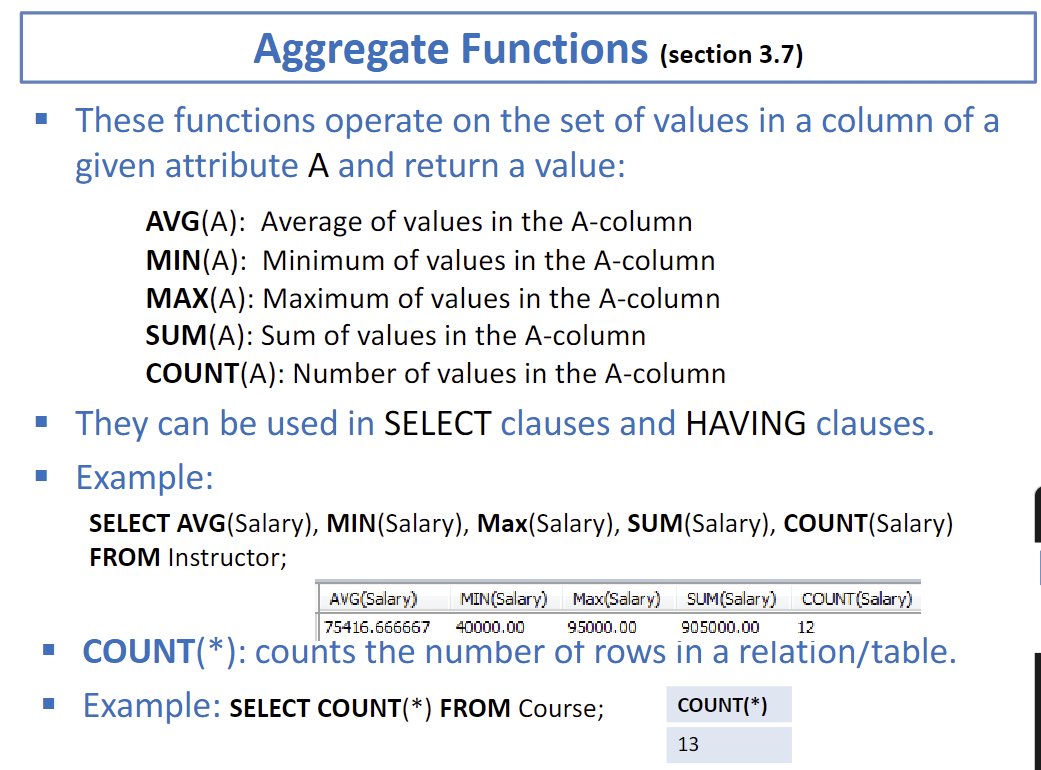 Aggregate Functions (section 3.7)
▪ These functions operate on the set of values in a column of a
given attribute A and return a value:
AVG(A): Average of values in the A-column
MIN(A): Minimum of values in the A-column
MAX(A): Maximum of values in the A-column
SUM(A): Sum of values in the A-column
COUNT(A): Number of values in the A-column
▪ They can be used in SELECT clauses and HAVING clauses.
▪ Example:
SELECT AVG(Salary), MIN(Salary), Max(Salary), SUM(Salary), COUNT(Salary)
FROM Instructor;
AVG(Salary) MIN(Salary) Max(Salary) SUM(Salary) COUNT(Salary)
75416.666667 40000.00 95000.00 905000.00 12
▪ COUNT(*): counts the number of rows in a relation/table.
▪ Example: SELECT COUNT(*) FROM Course;
COUNT(*)
13